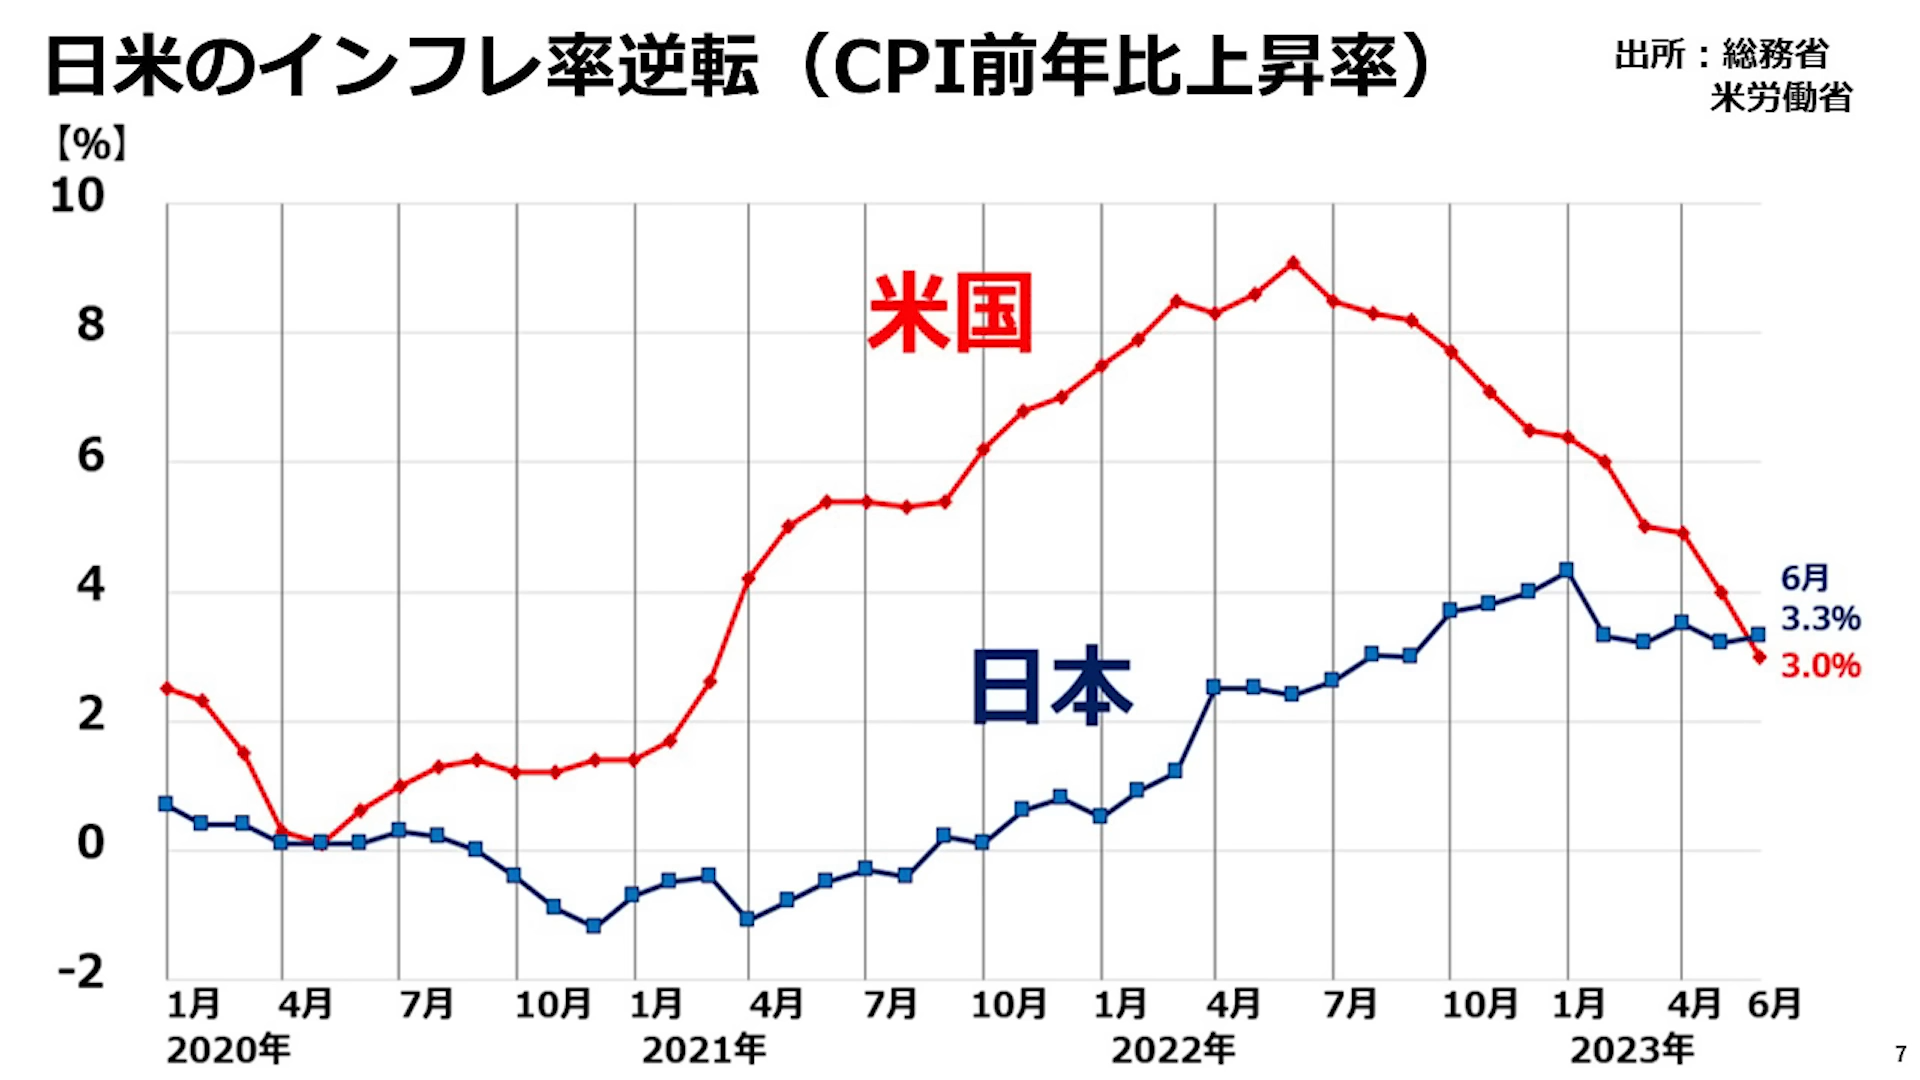 日米のインフレ率逆転（CPI前年比上昇率）
出所：総務省
米労働省
【%】
10
8
6
4
2
0
-2
米国
日本
6月
3.3%
3.0%
1月 4月 7月 10月 1月 4月 7月 10月 1月 4月 7月 10月 1月 4月 6月
2020年 2021年 2022年 2023年
7